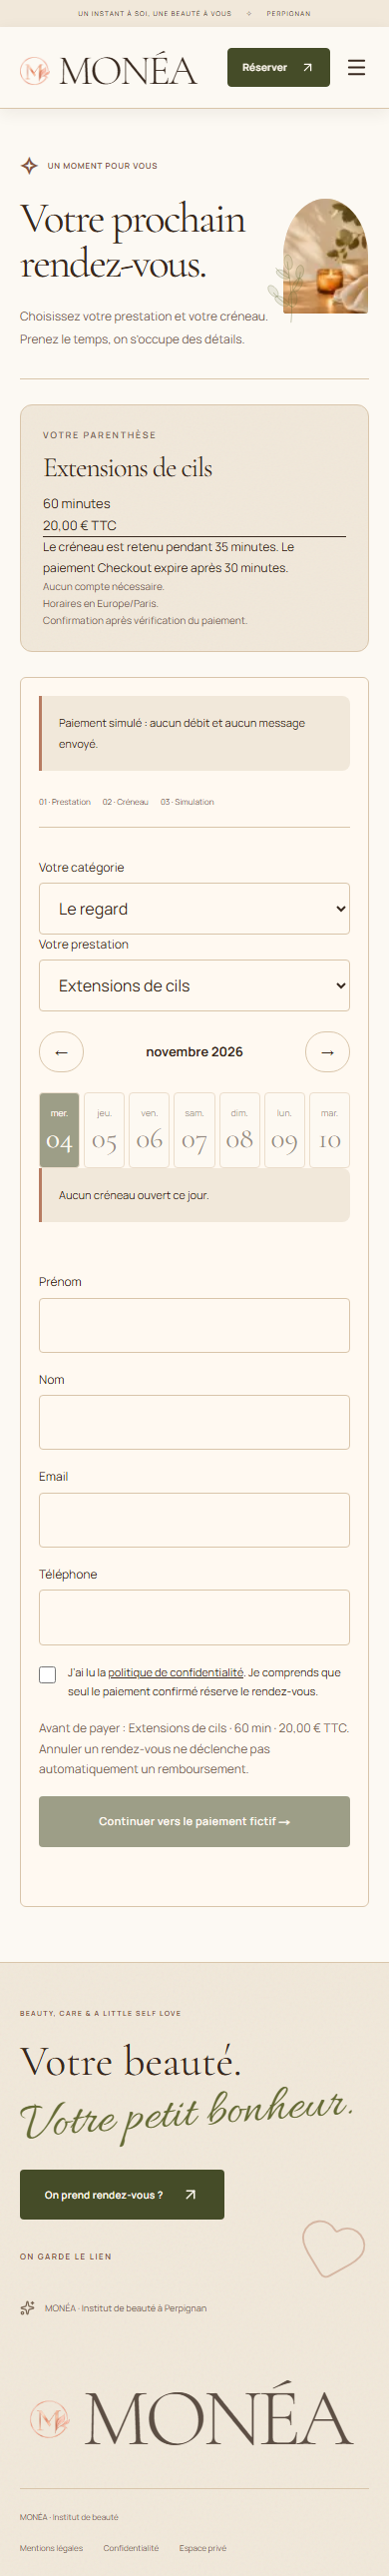 UN INSTANT À SOI, UNE BEAUTÉ À VOUS ✧ PERPIGNAN
MONÉA
Réserver ↗
UN MOMENT POUR VOUS
Votre prochain
rendez-vous.
Choisissez votre prestation et votre créneau.
Prenez le temps, on s'occupe des détails.
VOTRE PARENTHÈSE
Extensions de cils
60 minutes
20,00 € TTC
Le créneau est retenu pendant 35 minutes. Le
paiement Checkout expire après 30 minutes.
Aucun compte nécessaire.
Horaires en Europe/Paris.
Confirmation après vérification du paiement.
Paiement simulé : aucun débit et aucun message
envoyé.
01 · Prestation 02 · Créneau 03 · Simulation
Votre catégorie
Le regard
Votre prestation
Extensions de cils
← novembre 2026 →
mer. jeu. ven. sam. dim. lun. mar.
04 05 06 07 08 09 10
Aucun créneau ouvert ce jour.
Prénom
Nom
Email
Téléphone
J'ai lu la politique de confidentialité. Je comprends que
seul le paiement confirmé réserve le rendez-vous.
Avant de payer : Extensions de cils · 60 min · 20,00 € TTC.
Annuler un rendez-vous ne déclenche pas
automatiquement un remboursement.
Continuer vers le paiement fictif →
BEAUTY, CARE & A LITTLE SELF LOVE
Votre beauté.
Votre petit bonheur.
On prend rendez-vous ? ↗
ON GARDE LE LIEN
MONÉA · Institut de beauté à Perpignan
MONÉA
MONÉA · Institut de beauté
Mentions légales Confidentialité Espace privé